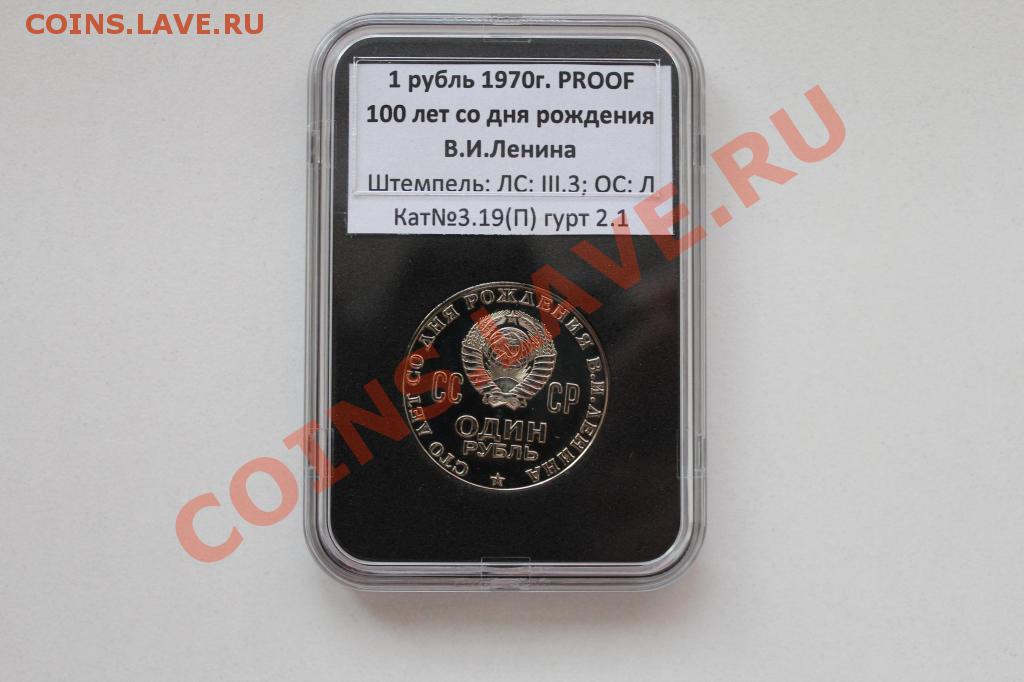 COINS.LAVE.RU
1 рубль 1970г. PROOF
100 лет со дня рождения
В.И.Ленина
Штемпель: ЛС: III.3; ОС: Л
Кат№3.19(П) гурт 2.1
СТО ЛЕТ СО ДНЯ РОЖДЕНИЯ В.И.ЛЕНИНА
СС СР
ОДИН
РУБЛЬ
COINS.LAVE.RU